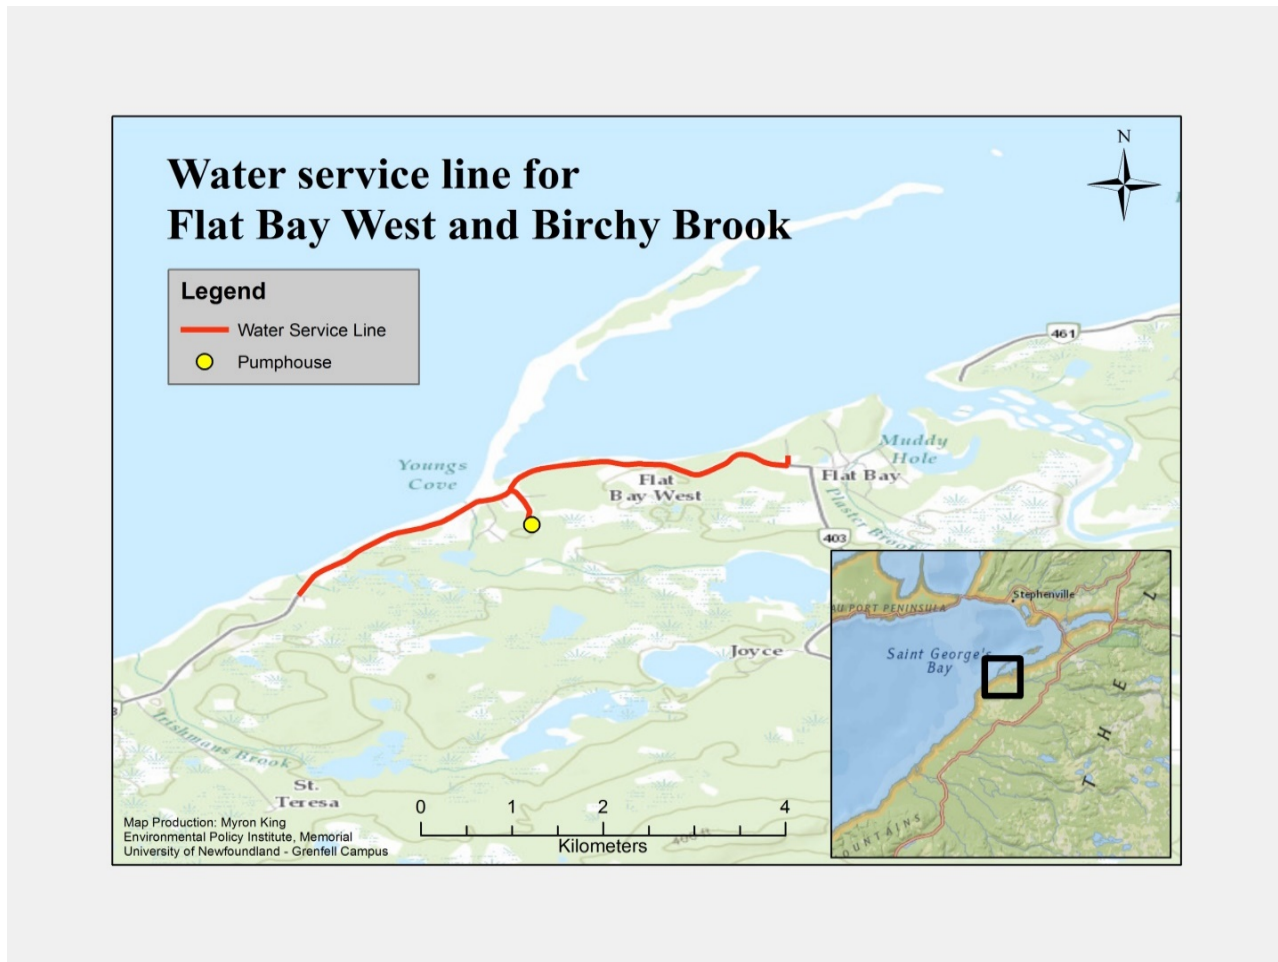 Water service line for
Flat Bay West and Birchy Brook
N
Legend
Water Service Line
Pumphouse
461
Youngs
Cove
Muddy
Hole
Flat
Bay West
Flat Bay
Plaster Brook
403
Joyce
Irishmans Brook
St.
Teresa
0 1 2 4
Kilometers
Map Production: Myron King
Environmental Policy Institute, Memorial
University of Newfoundland - Grenfell Campus
Stephenville
AU PORT PENINSULA
Saint George's
Bay
T H E L
OUNTAINS